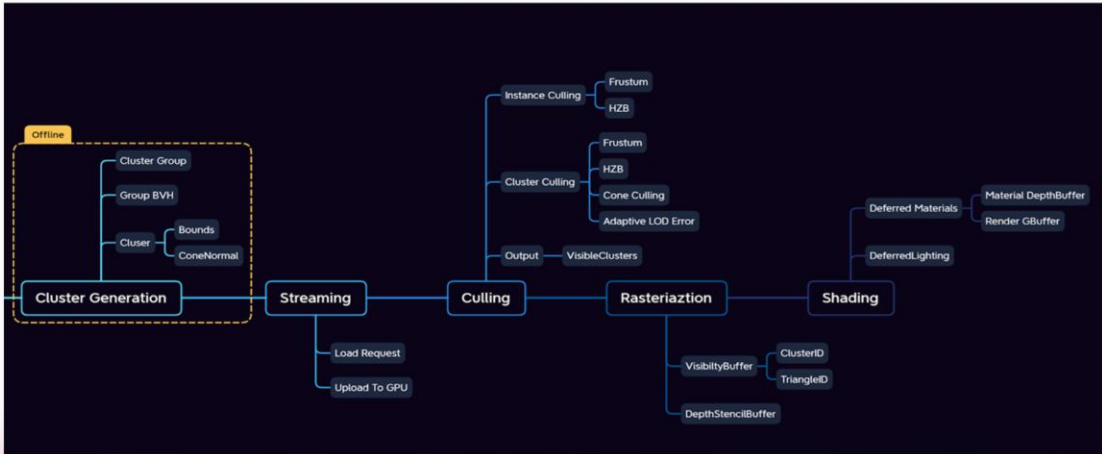 Offline
Cluster Group
Group BVH
Cluser
Bounds
ConeNormal
Cluster Generation
Streaming
Load Request
Upload To GPU
Instance Culling
Frustum
HZB
Cluster Culling
Frustum
HZB
Cone Culling
Adaptive LOD Error
Output
VisibleClusters
Culling
Rasteriaztion
VisibiltyBuffer
ClusterID
TriangleID
DepthStencilBuffer
Deferred Materials
Material DepthBuffer
Render GBuffer
DeferredLighting
Shading